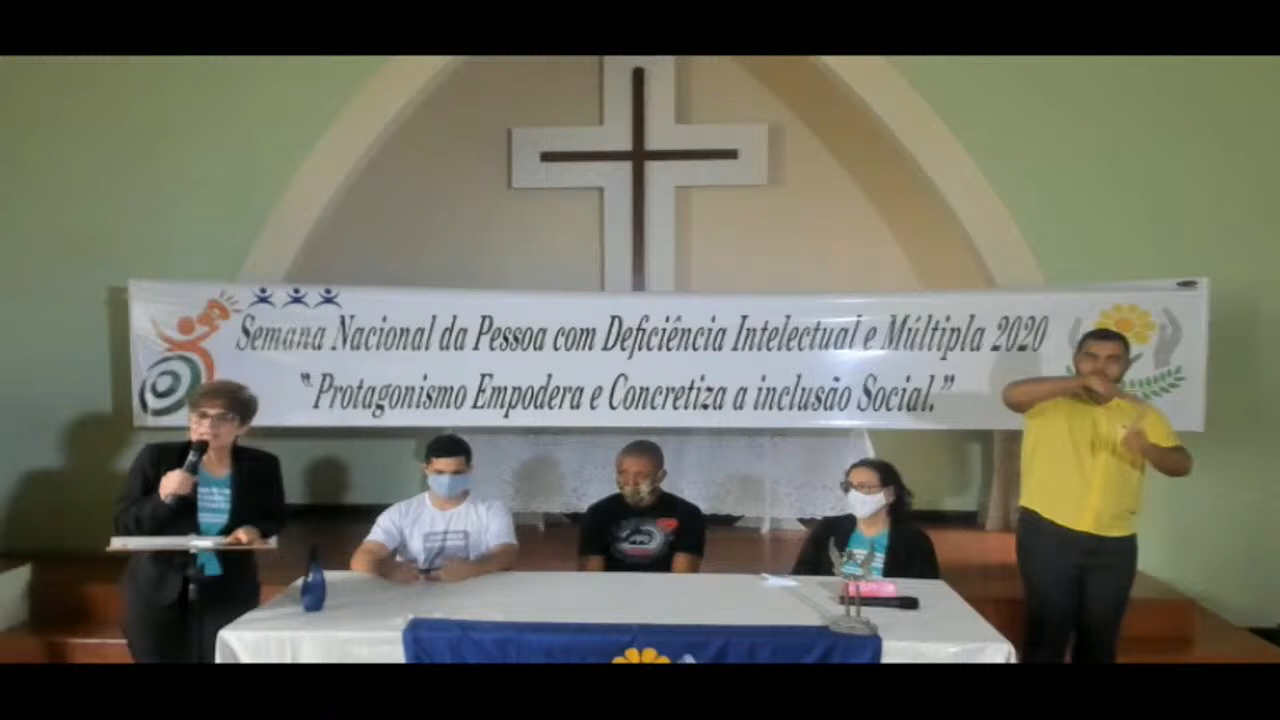 Semana Nacional da Pessoa com Deficiência Intelectual e Múltipla 2020
"Protagonismo Empodera e Concretiza a inclusão Social."